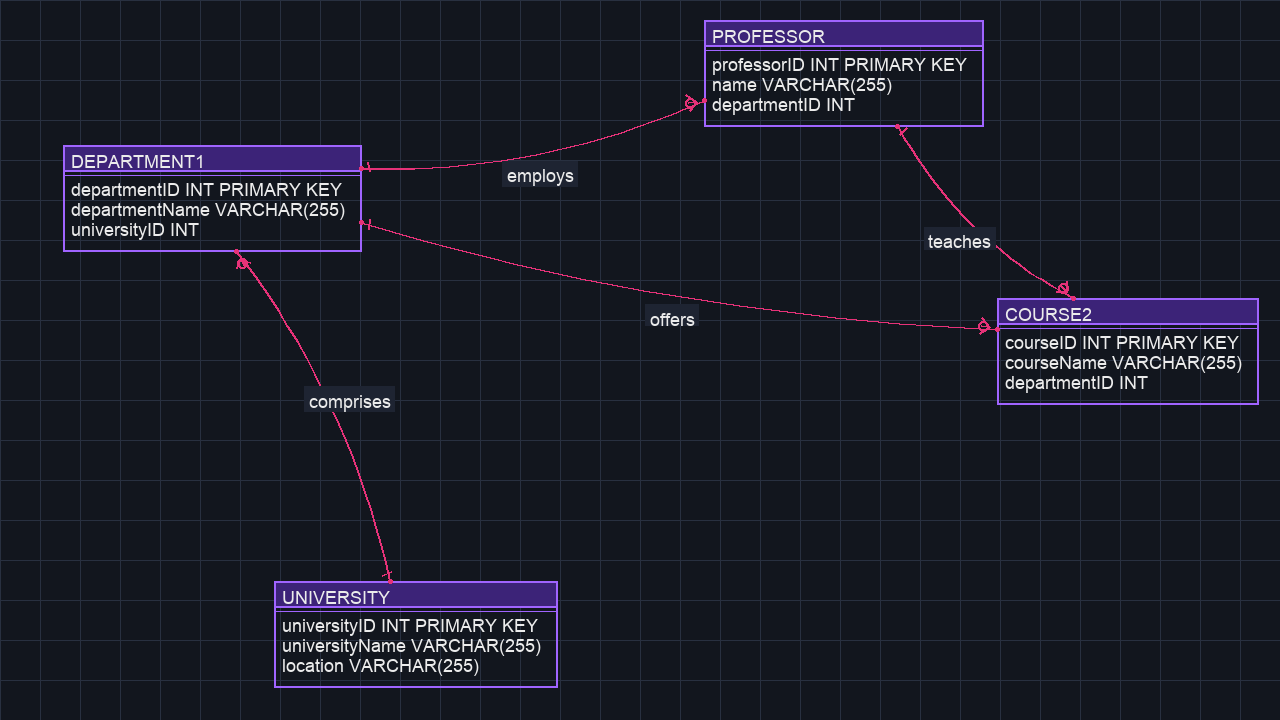 PROFESSOR
professorID INT PRIMARY KEY
name VARCHAR(255)
departmentID INT
DEPARTMENT1
departmentID INT PRIMARY KEY
departmentName VARCHAR(255)
universityID INT
employs
teaches
offers
COURSE2
courseID INT PRIMARY KEY
courseName VARCHAR(255)
departmentID INT
comprises
UNIVERSITY
universityID INT PRIMARY KEY
universityName VARCHAR(255)
location VARCHAR(255)